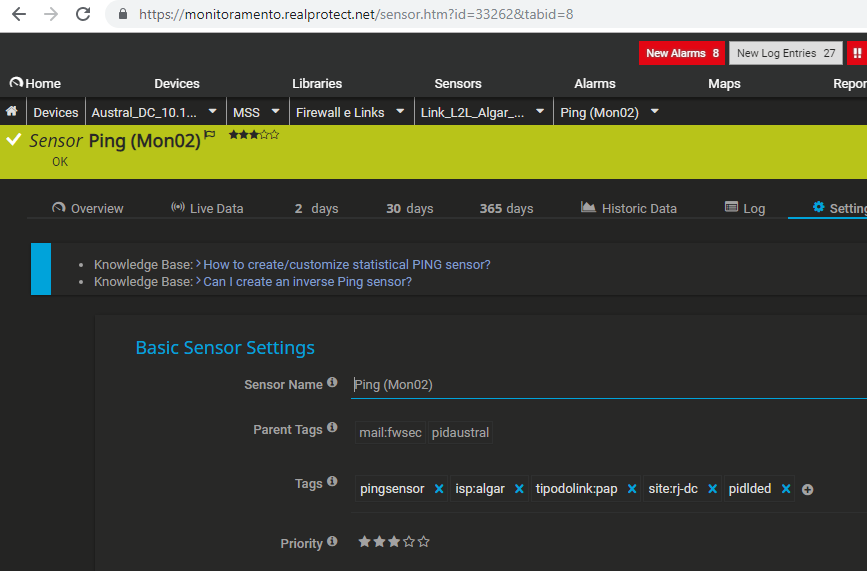 https://monitoramento.realprotect.net/sensor.htm?id=33262&tabid=8
New Alarms 8 New Log Entries 27 !!
Home Devices Libraries Sensors Alarms Maps Repor
Devices Austral_DC_10.1... MSS Firewall e Links Link_L2L_Algar_... Ping (Mon02)
Sensor Ping (Mon02)
OK
Overview Live Data 2 days 30 days 365 days Historic Data Log Setting
Knowledge Base: How to create/customize statistical PING sensor?
Knowledge Base: Can I create an inverse Ping sensor?
Basic Sensor Settings
Sensor Name Ping (Mon02)
Parent Tags mail:fwsec pidaustral
Tags pingsensor isp:algar tipodolink:pap site:rj-dc pidlded
Priority